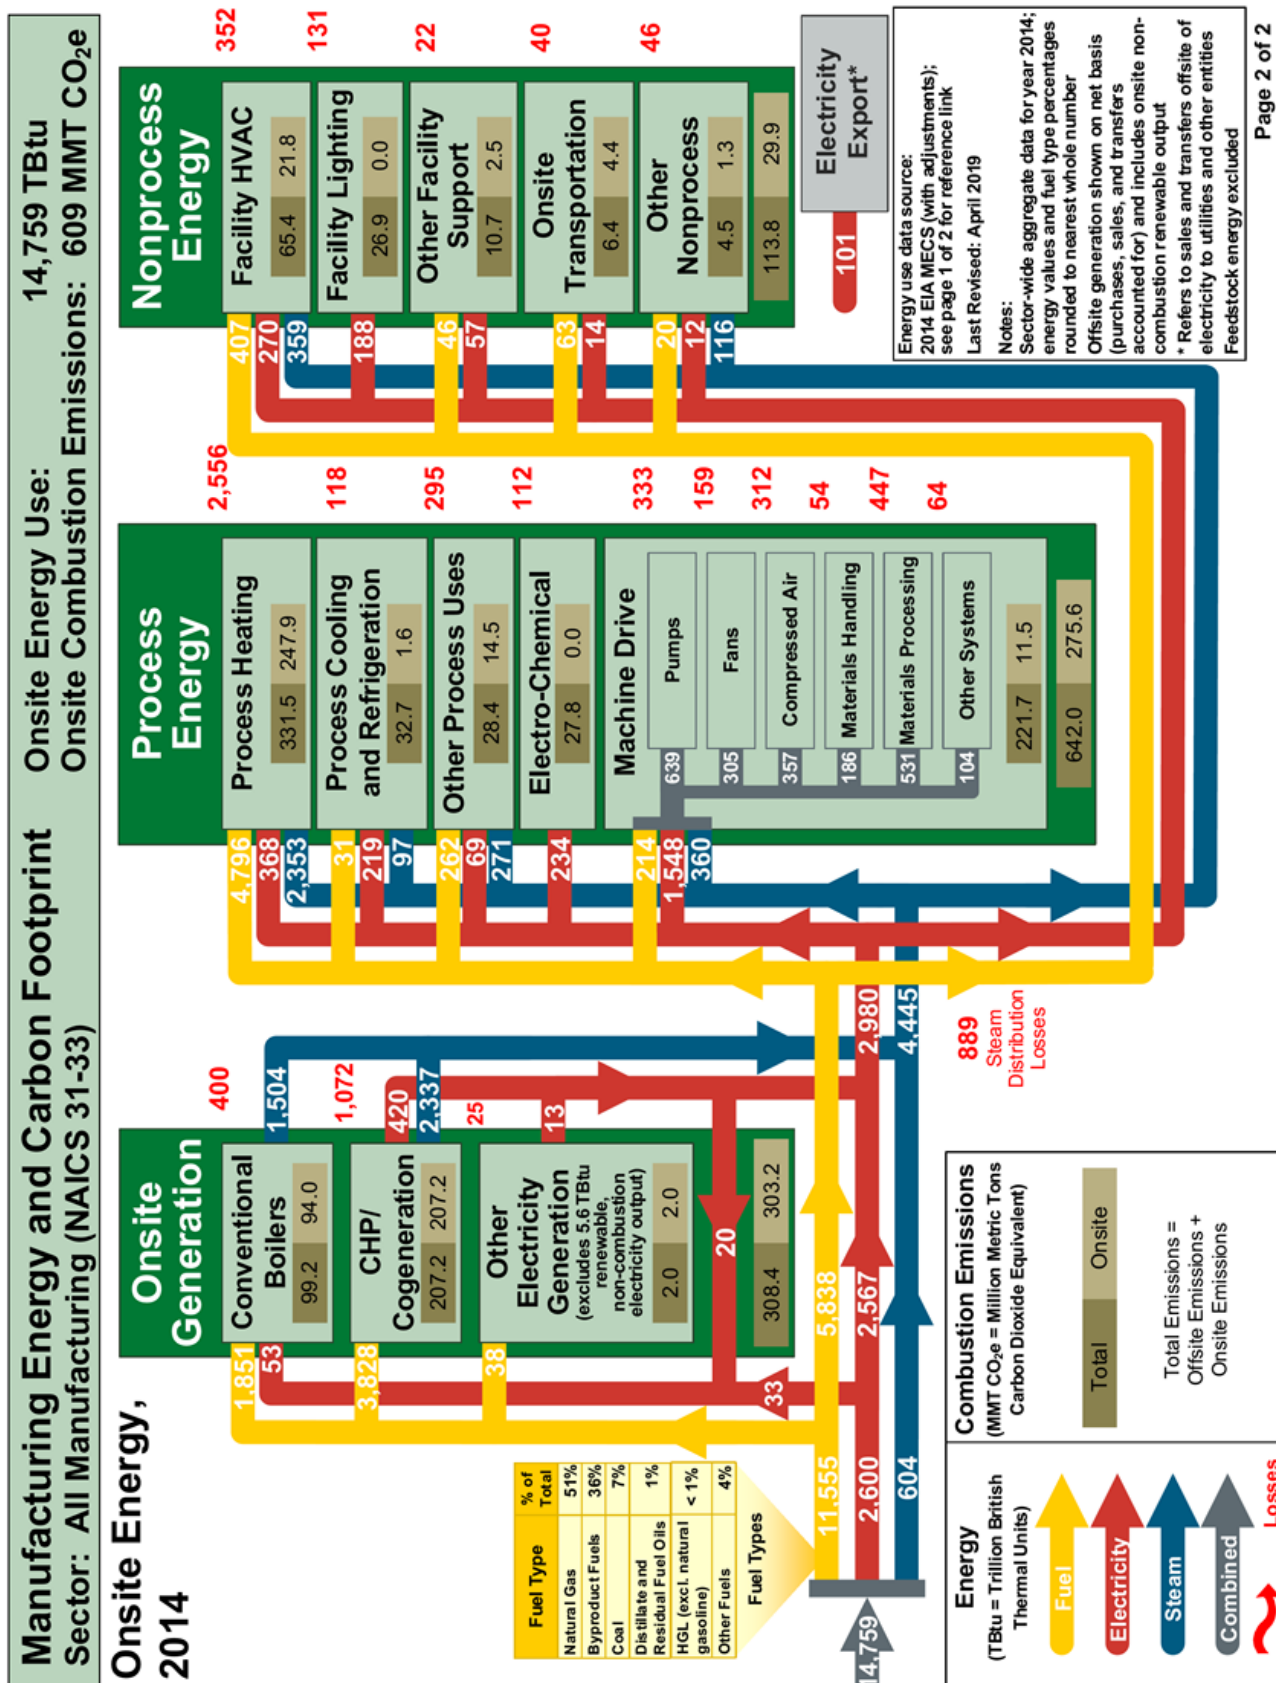 Manufacturing Energy and Carbon Footprint
Sector: All Manufacturing (NAICS 31-33)
Onsite Energy Use: 14,759 TBtu
Onsite Combustion Emissions: 609 MMT CO₂e
Onsite Energy,
2014
Fuel Type
% of
Total
Natural Gas 51%
Byproduct Fuels 36%
Coal 7%
Distillate and
Residual Fuel Oils 1%
HGL (excl. natural
gasoline) < 1%
Other Fuels 4%
Fuel Types
14,759
11,555
2,600
604
33
5,838
2,567
20
Onsite
Generation
1,851
53
Conventional
Boilers
99.2 94.0
400
1,504
3,828
CHP/
Cogeneration
207.2 207.2
1,072
420
2,337
38
Other
Electricity
Generation
(excludes 5.6 TBtu
renewable,
non-combustion
electricity output)
2.0 2.0
25
13
308.4 303.2
2,980
4,445
889
Steam
Distribution
Losses
Process
Energy
4,796
368
2,353
Process Heating
331.5 247.9
2,556
31
219
97
Process Cooling
and Refrigeration
32.7 1.6
118
262
69
271
Other Process Uses
28.4 14.5
295
234
Electro-Chemical
27.8 0.0
112
214
1,548
360
Machine Drive
639 Pumps 333
305 Fans 159
357 Compressed Air 312
186 Materials Handling 54
531 Materials Processing 447
104 Other Systems 64
221.7 11.5
642.0 275.6
Nonprocess
Energy
407
270
359
Facility HVAC
65.4 21.8
352
188
Facility Lighting
26.9 0.0
131
46
57
Other Facility
Support
10.7 2.5
22
63
14
Onsite
Transportation
6.4 4.4
40
20
12
116
Other
Nonprocess
4.5 1.3
46
113.8 29.9
101
Electricity
Export*
Energy
(TBtu = Trillion British
Thermal Units)
Fuel
Electricity
Steam
Combined
Losses
Combustion Emissions
(MMT CO₂e = Million Metric Tons
Carbon Dioxide Equivalent)
Total Onsite
Total Emissions =
Offsite Emissions +
Onsite Emissions
Energy use data source:
2014 EIA MECS (with adjustments);
see page 1 of 2 for reference link
Last Revised: April 2019
Notes:
Sector-wide aggregate data for year 2014;
energy values and fuel type percentages
rounded to nearest whole number
Offsite generation shown on net basis
(purchases, sales, and transfers
accounted for) and includes onsite non-
combustion renewable output
* Refers to sales and transfers offsite of
electricity to utilities and other entities
Feedstock energy excluded
Page 2 of 2